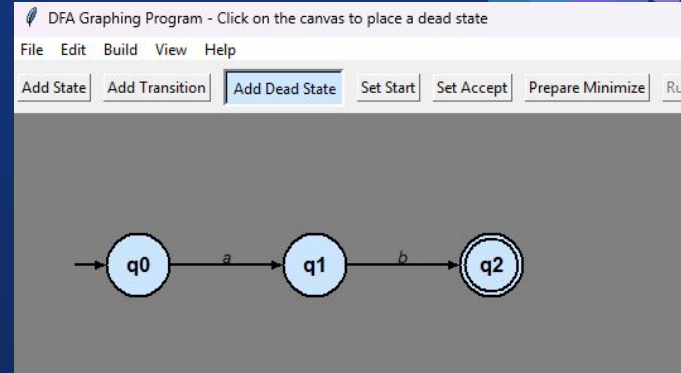 DFA Graphing Program - Click on the canvas to place a dead state
File Edit Build View Help
Add State Add Transition Add Dead State Set Start Set Accept Prepare Minimize Ru
a b
q0 q1 q2